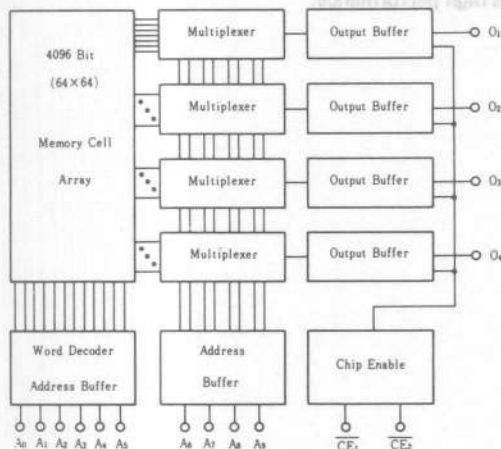 4096 Bit
(64×64)
Memory Cell
Array
Multiplexer
Output Buffer
O₁
Multiplexer
Output Buffer
O₂
Multiplexer
Output Buffer
O₃
Multiplexer
Output Buffer
O₄
Word Decoder
Address Buffer
Address
Buffer
Chip Enable
A₀ A₁ A₂ A₃ A₄ A₅ A₆ A₇ A₈ A₉ C̅E̅₁ C̅E̅₂